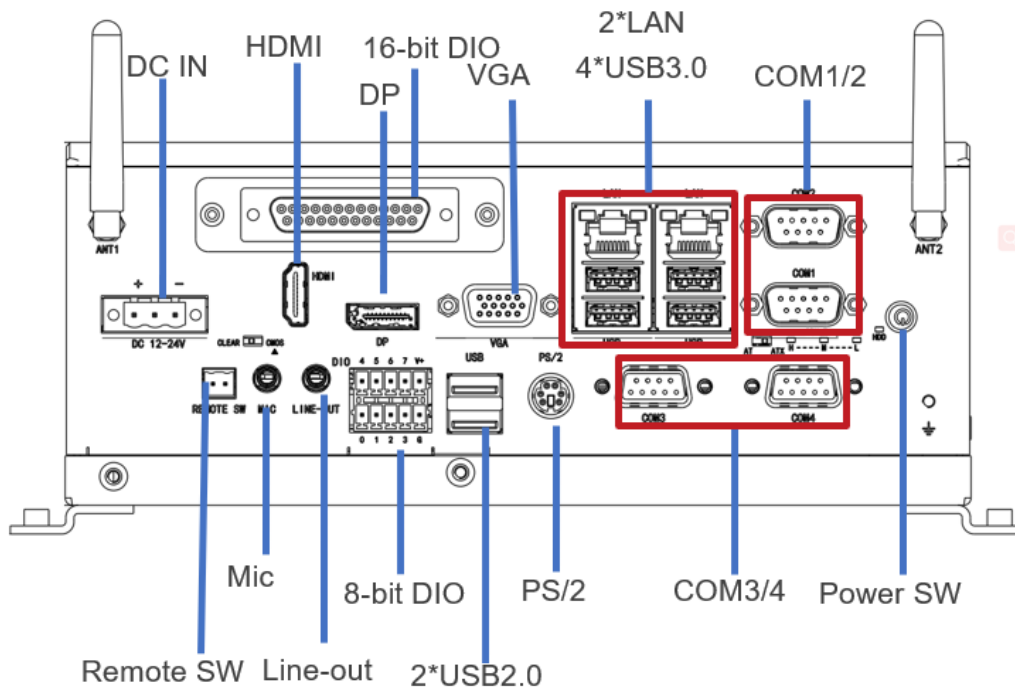 2*LAN
HDMI
16-bit DIO
4*USB3.0
DC IN
VGA
COM1/2
DP
COM2
ANT1
ANT2
HDMI
COM1
+ -
DC 12-24V
DP
VGA
CLEAR
CMOS
HDD
AT
ATX
H
M
L
DIO
4 5 6 7 V+
USB
PS/2
REMOTE SW
MIC
LINE-OUT
COM3
COM4
0 1 2 3 G
Mic
8-bit DIO
PS/2
COM3/4
Power SW
Remote SW
Line-out
2*USB2.0